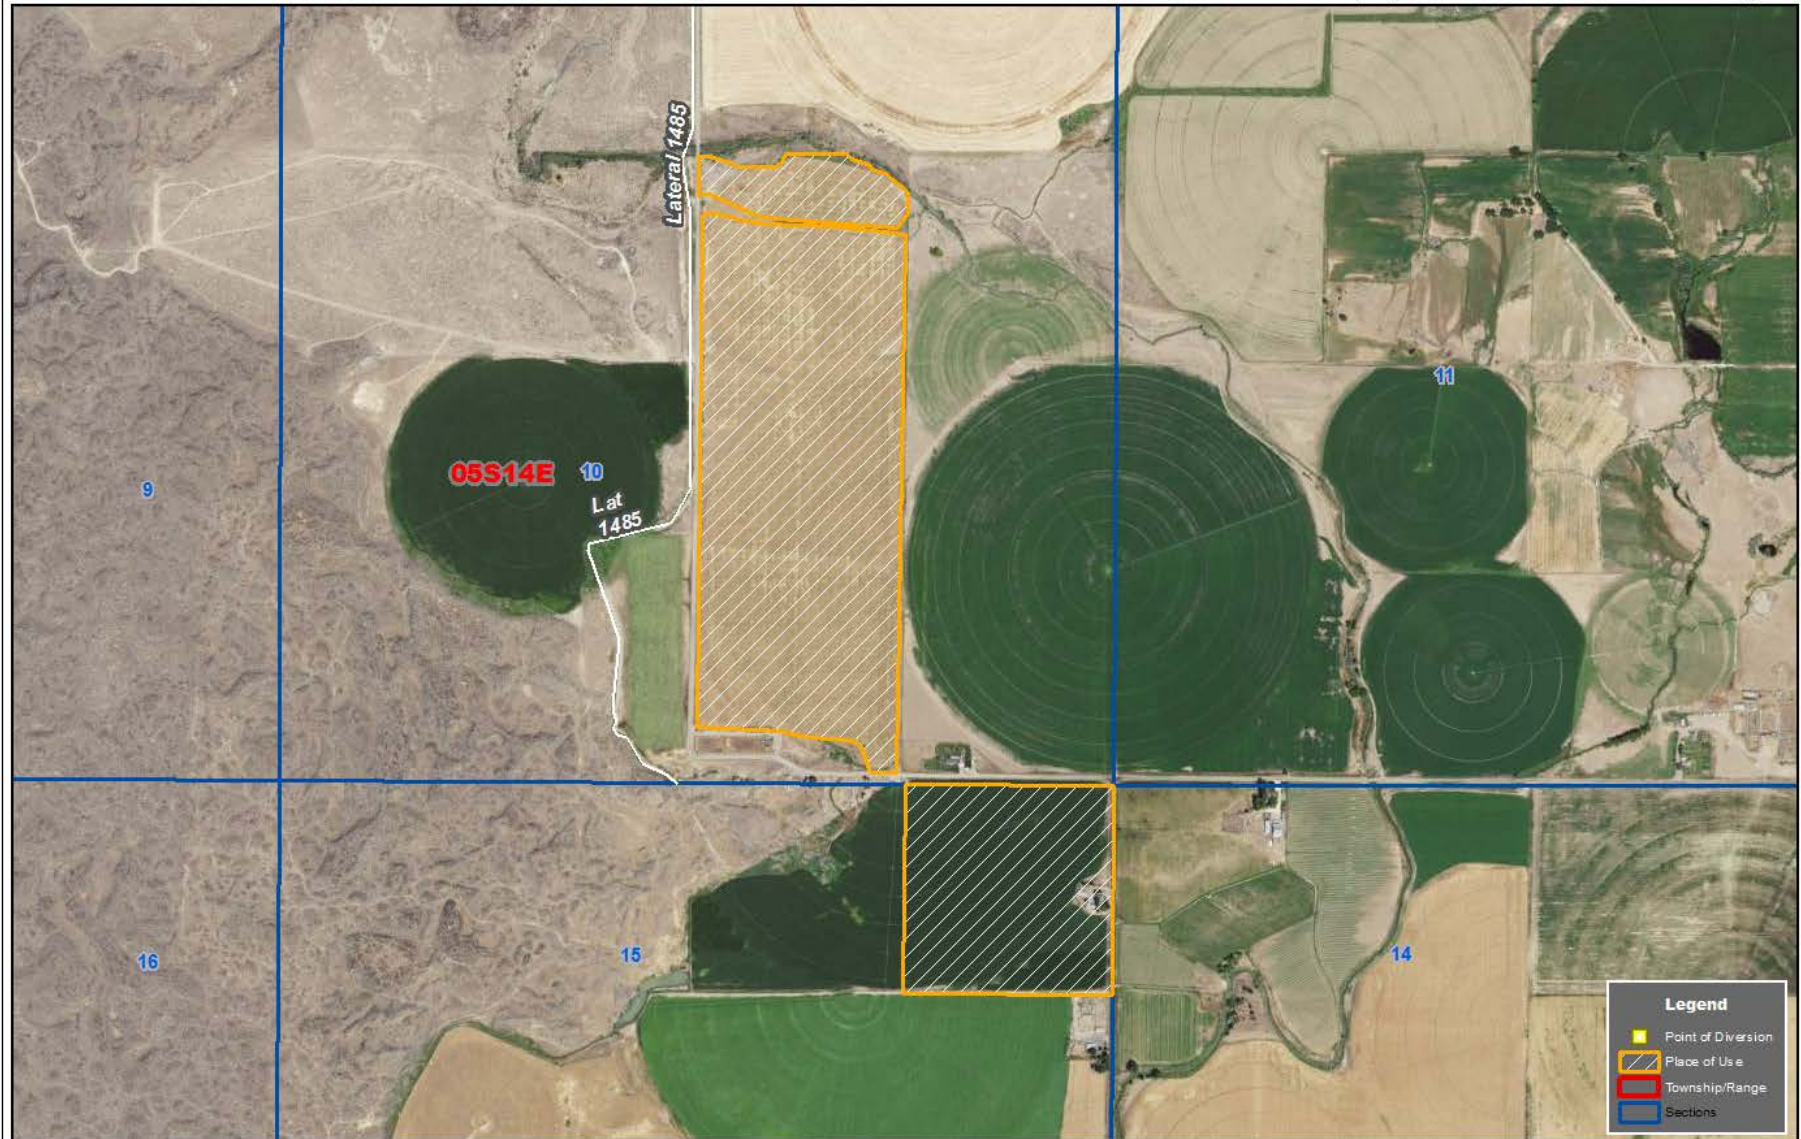 Lateral 1485
11
05S14E
10
9
Lat
1485
16
15
14
Legend
Point of Diversion
Place of Use
Township/Range
Sections